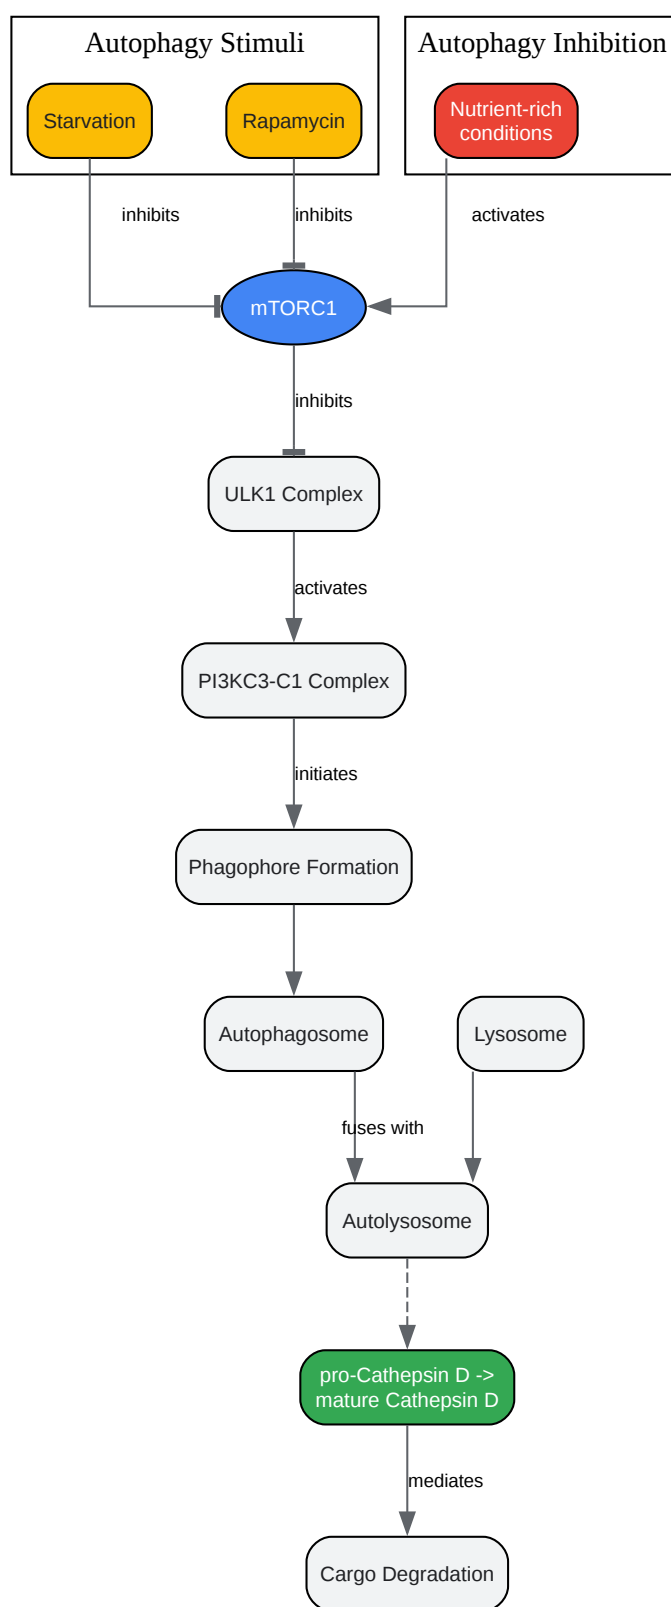 Autophagy Stimuli
Autophagy Inhibition
Starvation
Rapamycin
Nutrient-rich
conditions
inhibits
inhibits
activates
mTORC1
inhibits
ULK1 Complex
activates
PI3KC3-C1 Complex
initiates
Phagophore Formation
Autophagosome
Lysosome
fuses with
Autolysosome
pro-Cathepsin D ->
mature Cathepsin D
mediates
Cargo Degradation